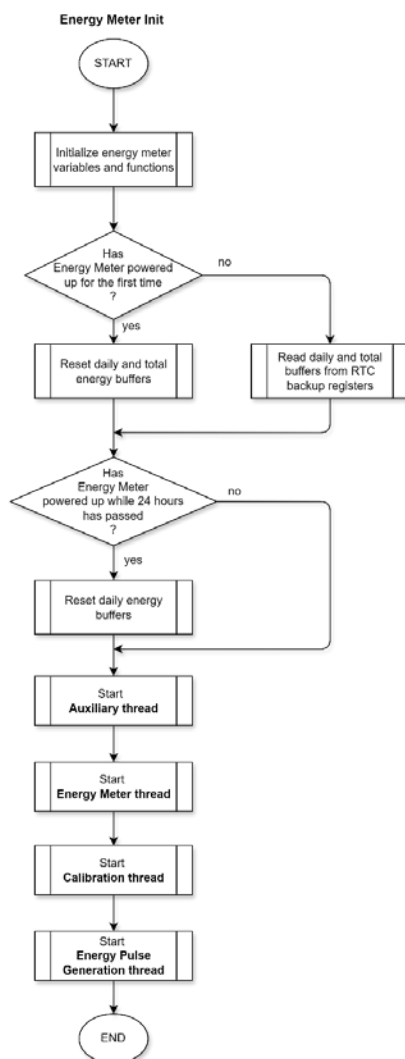 Energy Meter Init
START
Initialize energy meter
variables and functions
Has
Energy Meter powered
up for the first time
?
no
yes
Reset daily and total
energy buffers
Read daily and total
buffers from RTC
backup registers
Has
Energy Meter
powered up while 24 hours
has passed
?
no
yes
Reset daily energy
buffers
Start
Auxiliary thread
Start
Energy Meter thread
Start
Calibration thread
Start
Energy Pulse
Generation thread
END